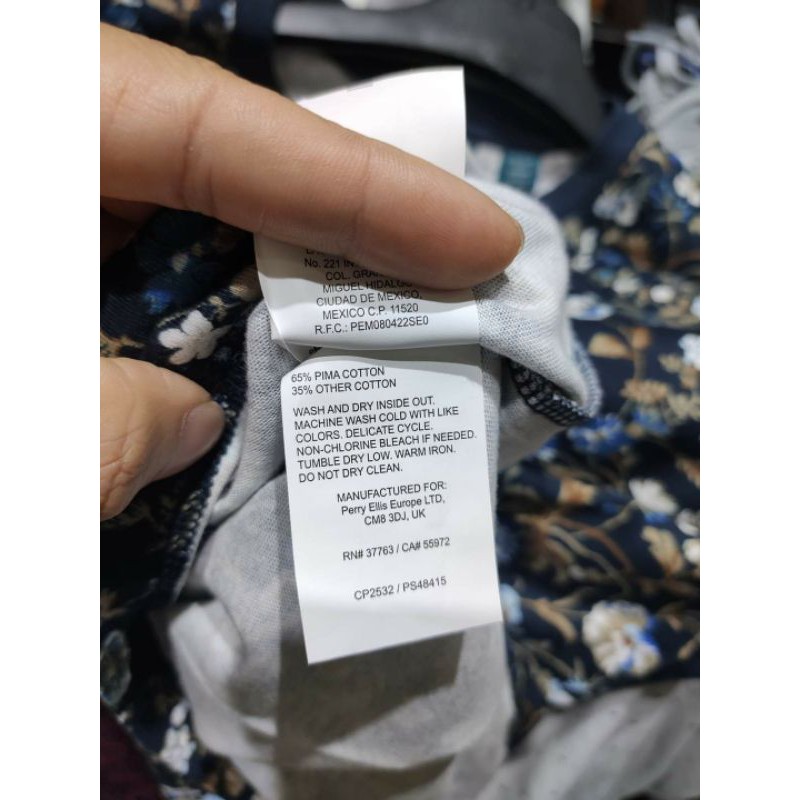 No. 221
COL.
MIGUEL HIDALGO
CIUDAD DE MEXICO,
MEXICO C.P. 11520
R.F.C.: PEM080422SE0
65% PIMA COTTON
35% OTHER COTTON
WASH AND DRY INSIDE OUT.
MACHINE WASH COLD WITH LIKE
COLORS. DELICATE CYCLE.
NON-CHLORINE BLEACH IF NEEDED.
TUMBLE DRY LOW. WARM IRON.
DO NOT DRY CLEAN.
MANUFACTURED FOR:
Perry Ellis Europe LTD,
CM8 3DJ, UK
RN# 37763 / CA# 55972
CP2532 / PS48415